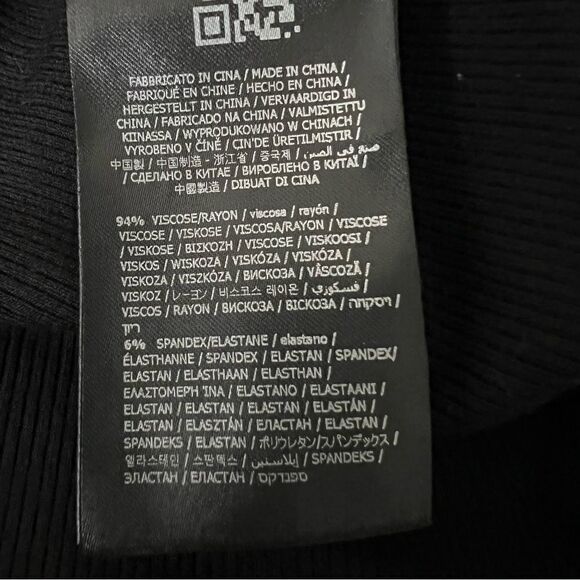 FABBRICATO IN CINA / MADE IN CHINA /
FABRIQUÉ EN CHINE / HECHO EN CHINA /
HERGESTELLT IN CHINA / VERVAARDIGD IN
CHINA / FABRICADO NA CHINA / VALMISTETTU
KIINASSA / WYPRODUKOWANO W CHINACH /
VYROBENO V ČÍNĚ / ÇIN'DE ÜRETİLMİŞTİR /
中国製 / 中国制造 - 浙江省 / 중국제 / صنع في الصين
/ СДЕЛАНО В КИТАЕ / ВИРОБЛЕНО В КИТАЇ /
中國製造 / DIBUAT DI CINA
94% VISCOSE/RAYON / viscosa / rayón /
VISCOSE / VISKOSE / VISCOSA/RAYON / VISCOSE
/ VISKOSE / ΒΙΣΚΟΖΗ / VISCOSE / VISKOOSI /
VISKOS / WISKOZA / VISKÓZA / VISKÓZA /
VISKOZA / VISZKÓZA / ВИСКОЗА / VÂSCOZĂ /
VISKOZ / レーヨン / 비스코스 레이온 / فسكوزي /
VISCOS / RAYON / ВИСКОЗА / ВІСКОЗА / ויסקוזה/
ריון
6% SPANDEX/ELASTANE / elastano /
ÉLASTHANNE / SPANDEX / ELASTAN / SPANDEX/
ELASTAN / ELASTHAAN / ELASTHAN /
ΕΛΑΣΤΟΜΕΡΗ ΊΝΑ / ELASTANO / ELASTAANI /
ELASTAN / ELASTAN / ELASTAN / ELASTÁN /
ELASTAN / ELASZTÁN / ЕЛАСТАН / ELASTAN /
SPANDEKS / ELASTAN / ポリウレタン/スパンデックス /
엘라스테인 / 스판덱스 / إيلاستين / SPANDEKS /
ЭЛАСТАН / ЕЛАСТАН / ספנדקס